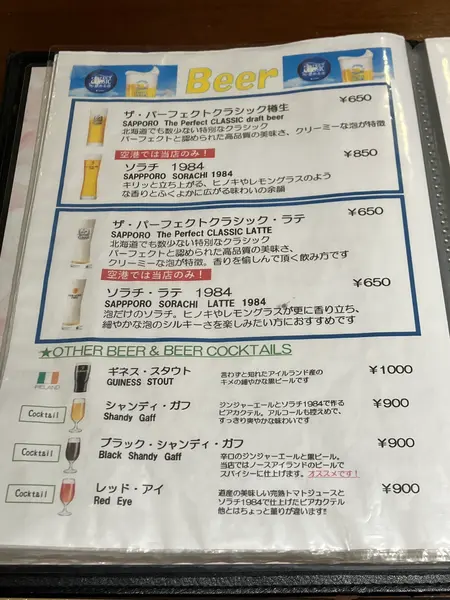 Beer
ザ・パーフェクトクラシック樽生 ¥650
SAPPORO The Perfect CLASSIC draft beer
北海道でも数少ない特別なクラシック
パーフェクトと認められた高品質の美味さ、クリーミーな泡が特徴
空港では当店のみ!
ソラチ 1984 ¥850
SAPPPORO SORACHI 1984
キリッと立ち上がる、ヒノキやレモングラスのよう
な香りとふくよかに広がる味わいの余韻
ザ・パーフェクトクラシック・ラテ ¥650
SAPPORO The Perfect CLASSIC LATTE
北海道でも数少ない特別なクラシック
パーフェクトと認められた高品質の美味さ、
クリーミーな泡が特徴。香りを愉しんで頂く飲み方です
空港では当店のみ!
ソラチ・ラテ 1984 ¥650
SAPPPORO SORACHI LATTE 1984
泡だけのソラチ。ヒノキやレモングラスが更に香り立ち、
細やかな泡のシルキーさを楽しみたい方におすすめです
★OTHER BEER & BEER COCKTAILS
IRELAND
ギネス・スタウト ¥1000
GUINESS STOUT
言わずと知れたアイルランド産の
キメの細やかな黒ビールです
Cocktail
シャンディ・ガフ ¥900
Shandy Gaff
ジンジャーエールとソラチ1984で作る
ビアカクテル。アルコールも控えめで、
すっきり爽やかな味わいです
Cocktail
ブラック・シャンディ・ガフ ¥900
Black Shandy Gaff
辛口のジンジャーエールと黒ビール。
当店ではノースアイランドのビールで
スパイシーに仕上げます。オススメです!
Cocktail
レッド・アイ ¥900
Red Eye
道産の美味しい完熟トマトジュースと
ソラチ1984で仕上げたビアカクテル
他とはちょっと量りが違います!!